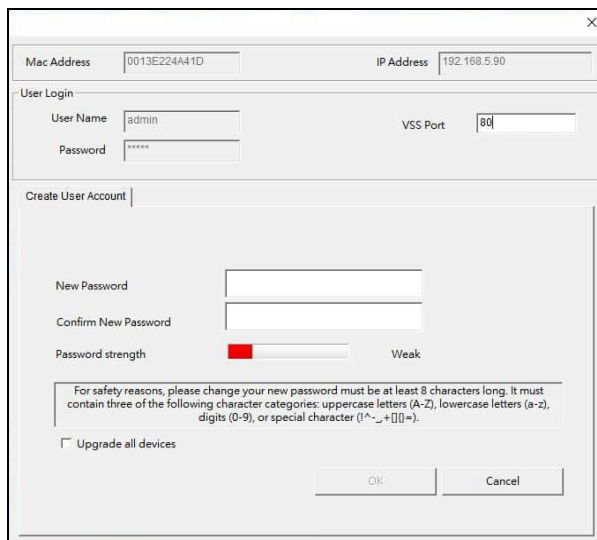 Mac Address 0013E224A41D IP Address 192.168.5.90
User Login
User Name admin VSS Port 80
Password *****
Create User Account
New Password
Confirm New Password
Password strength Weak
For safety reasons, please change your new password must be at least 8 characters long. It must
contain three of the following character categories: uppercase letters (A-Z), lowercase letters (a-z),
digits (0-9), or special character (!^-_,+[]{}=).
Upgrade all devices
OK Cancel